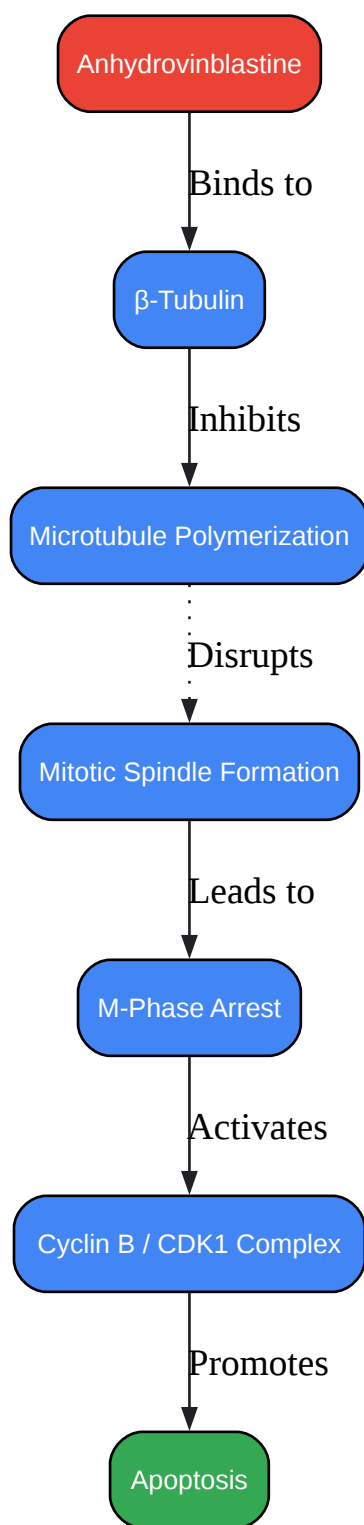 Anhydrovinblastine
Binds to
β-Tubulin
Inhibits
Microtubule Polymerization
Disrupts
Mitotic Spindle Formation
Leads to
M-Phase Arrest
Activates
Cyclin B / CDK1 Complex
Promotes
Apoptosis